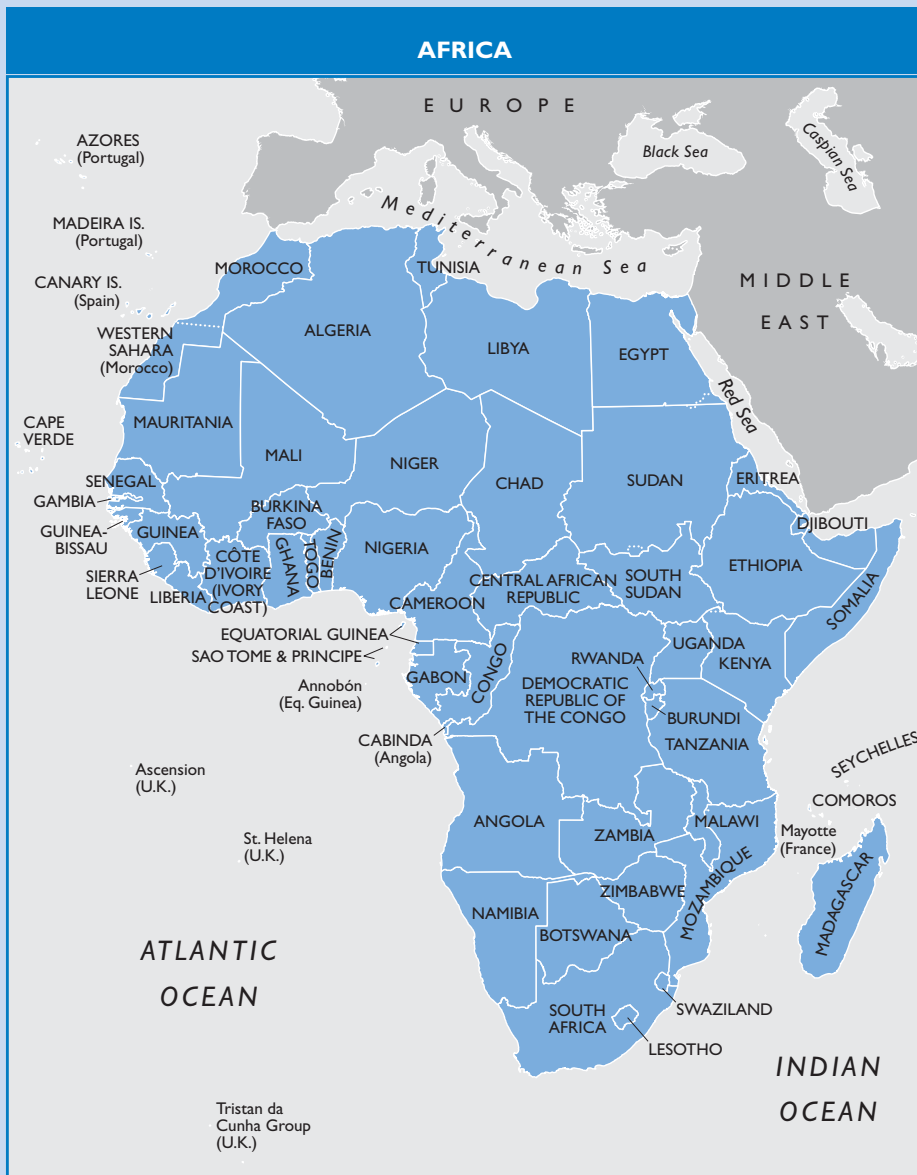 AFRICA
EUROPE
AZORES
(Portugal)
Black Sea
Caspian Sea
Mediterranean Sea
MADEIRA IS.
(Portugal)
MOROCCO
TUNISIA
CANARY IS.
(Spain)
MIDDLE
EAST
WESTERN
SAHARA
(Morocco)
ALGERIA
LIBYA
EGYPT
Red Sea
CAPE
VERDE
MAURITANIA
MALI
NIGER
CHAD
SUDAN
ERITREA
SENEGAL
GAMBIA
BURKINA
FASO
DJIBOUTI
GUINEA-
BISSAU
GUINEA
CÔTE
D'IVOIRE
(IVORY
COAST)
GHANA
TOGO
BENIN
NIGERIA
ETHIOPIA
SIERRA
LEONE
LIBERIA
CENTRAL AFRICAN
REPUBLIC
SOUTH
SUDAN
SOMALIA
CAMEROON
EQUATORIAL GUINEA
SAO TOME & PRINCIPE
UGANDA
KENYA
RWANDA
GABON
CONGO
DEMOCRATIC
REPUBLIC OF
THE CONGO
Annobón
(Eq. Guinea)
BURUNDI
TANZANIA
CABINDA
(Angola)
SEYCHELLES
Ascension
(U.K.)
COMOROS
ANGOLA
ZAMBIA
MALAWI
Mayotte
(France)
St. Helena
(U.K.)
MOZAMBIQUE
ZIMBABWE
MADAGASCAR
NAMIBIA
BOTSWANA
ATLANTIC
OCEAN
SOUTH
AFRICA
SWAZILAND
LESOTHO
INDIAN
OCEAN
Tristan da
Cunha Group
(U.K.)